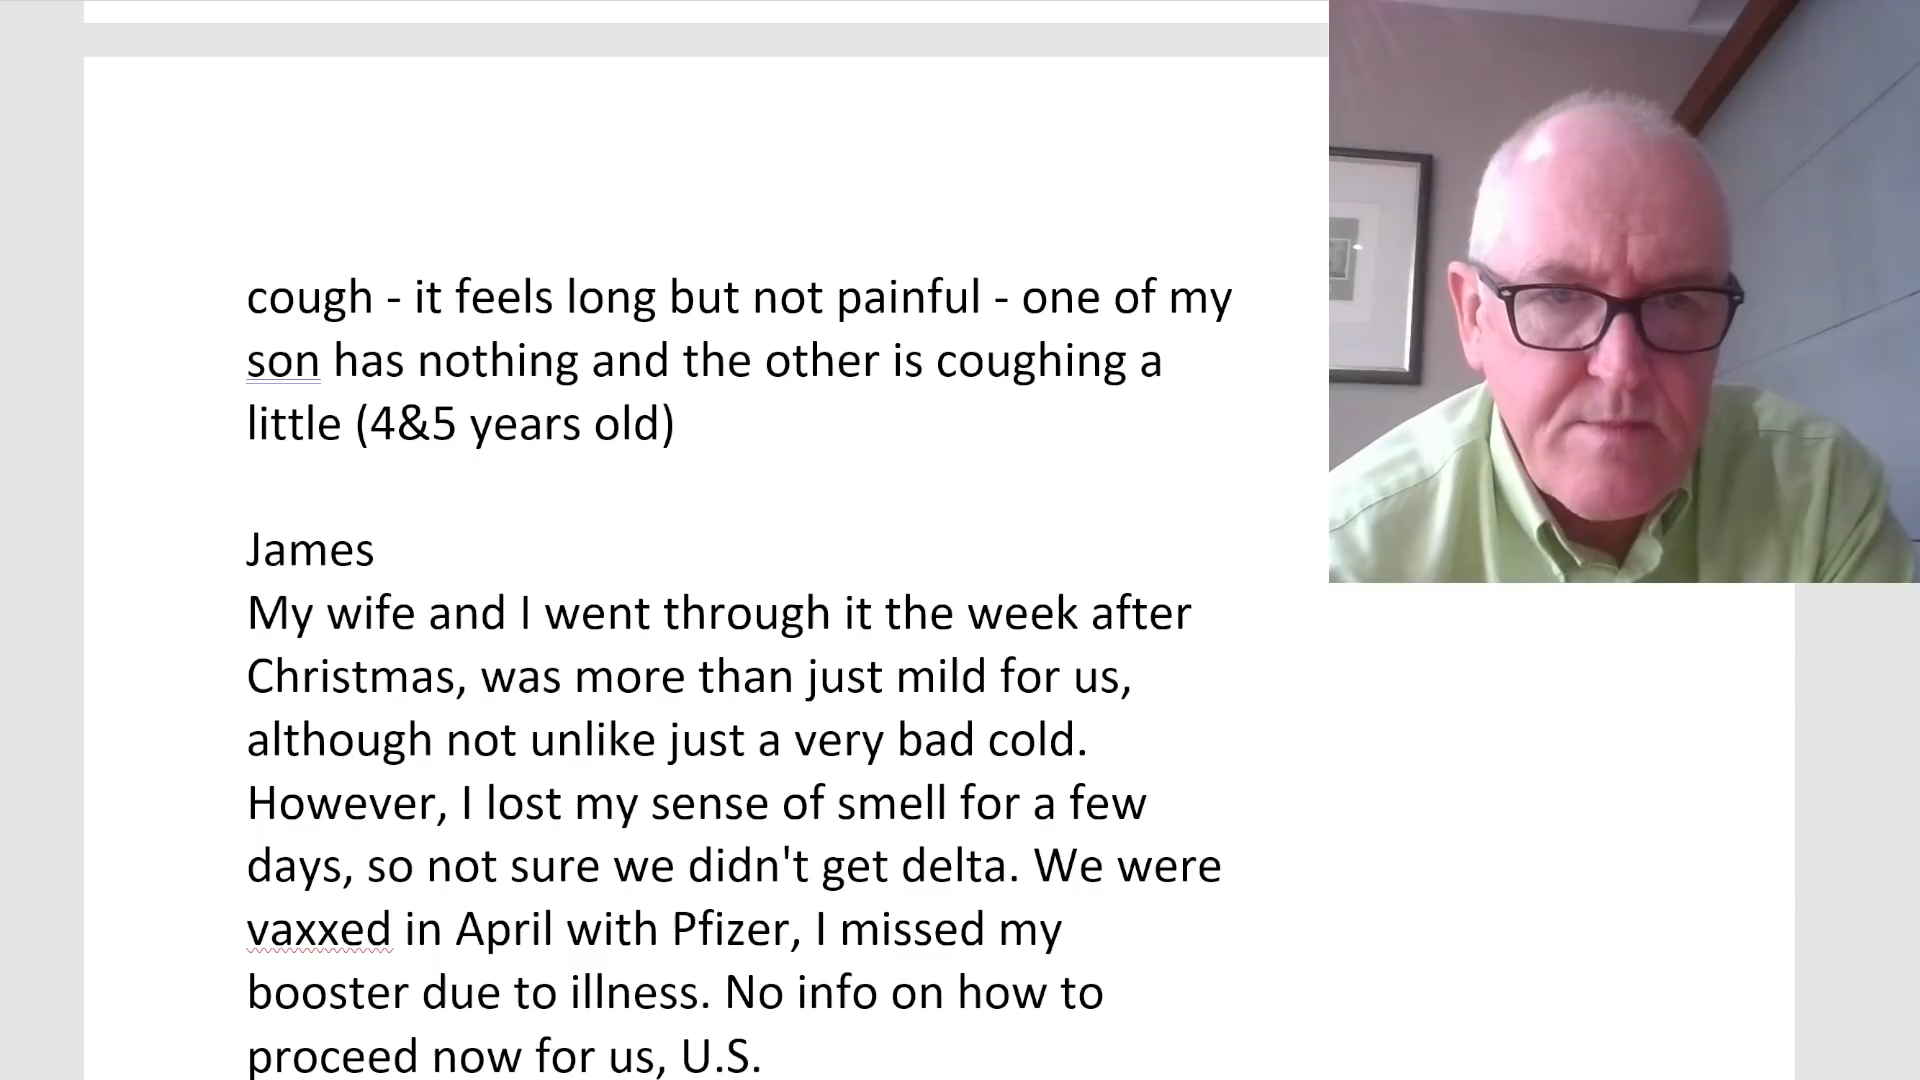 cough - it feels long but not painful - one of my
son has nothing and the other is coughing a
little (4&5 years old)
James
My wife and I went through it the week after
Christmas, was more than just mild for us,
although not unlike just a very bad cold.
However, I lost my sense of smell for a few
days, so not sure we didn't get delta. We were
vaxxed in April with Pfizer, I missed my
booster due to illness. No info on how to
proceed now for us, U.S.